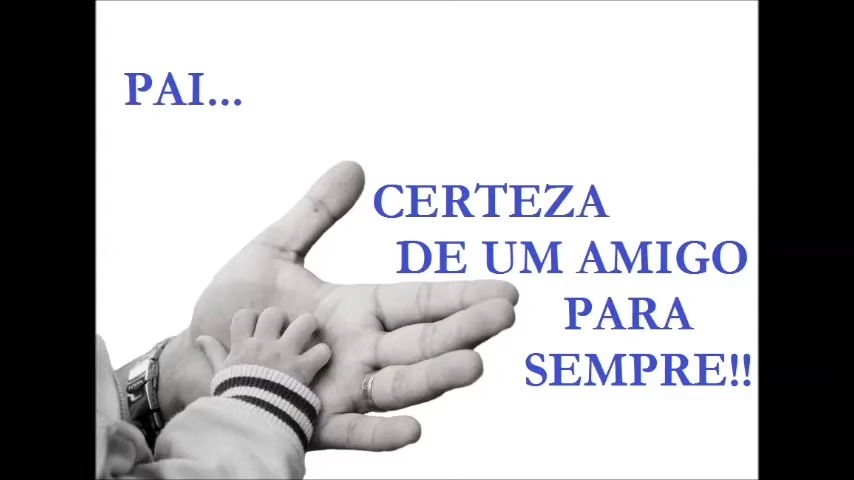 PAI...
CERTEZA
DE UM AMIGO
PARA
SEMPRE!!